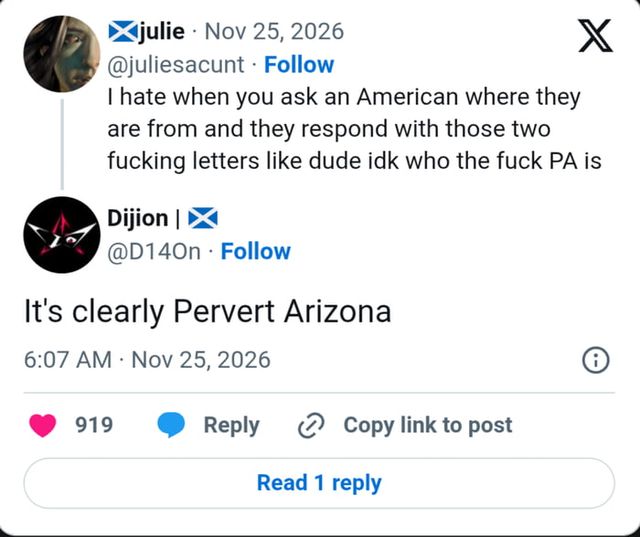 julie · Nov 25, 2026
@juliesacunt · Follow
I hate when you ask an American where they
are from and they respond with those two
fucking letters like dude idk who the fuck PA is
Dijion |
@D14On · Follow
It's clearly Pervert Arizona
6:07 AM · Nov 25, 2026
919 Reply Copy link to post
Read 1 reply